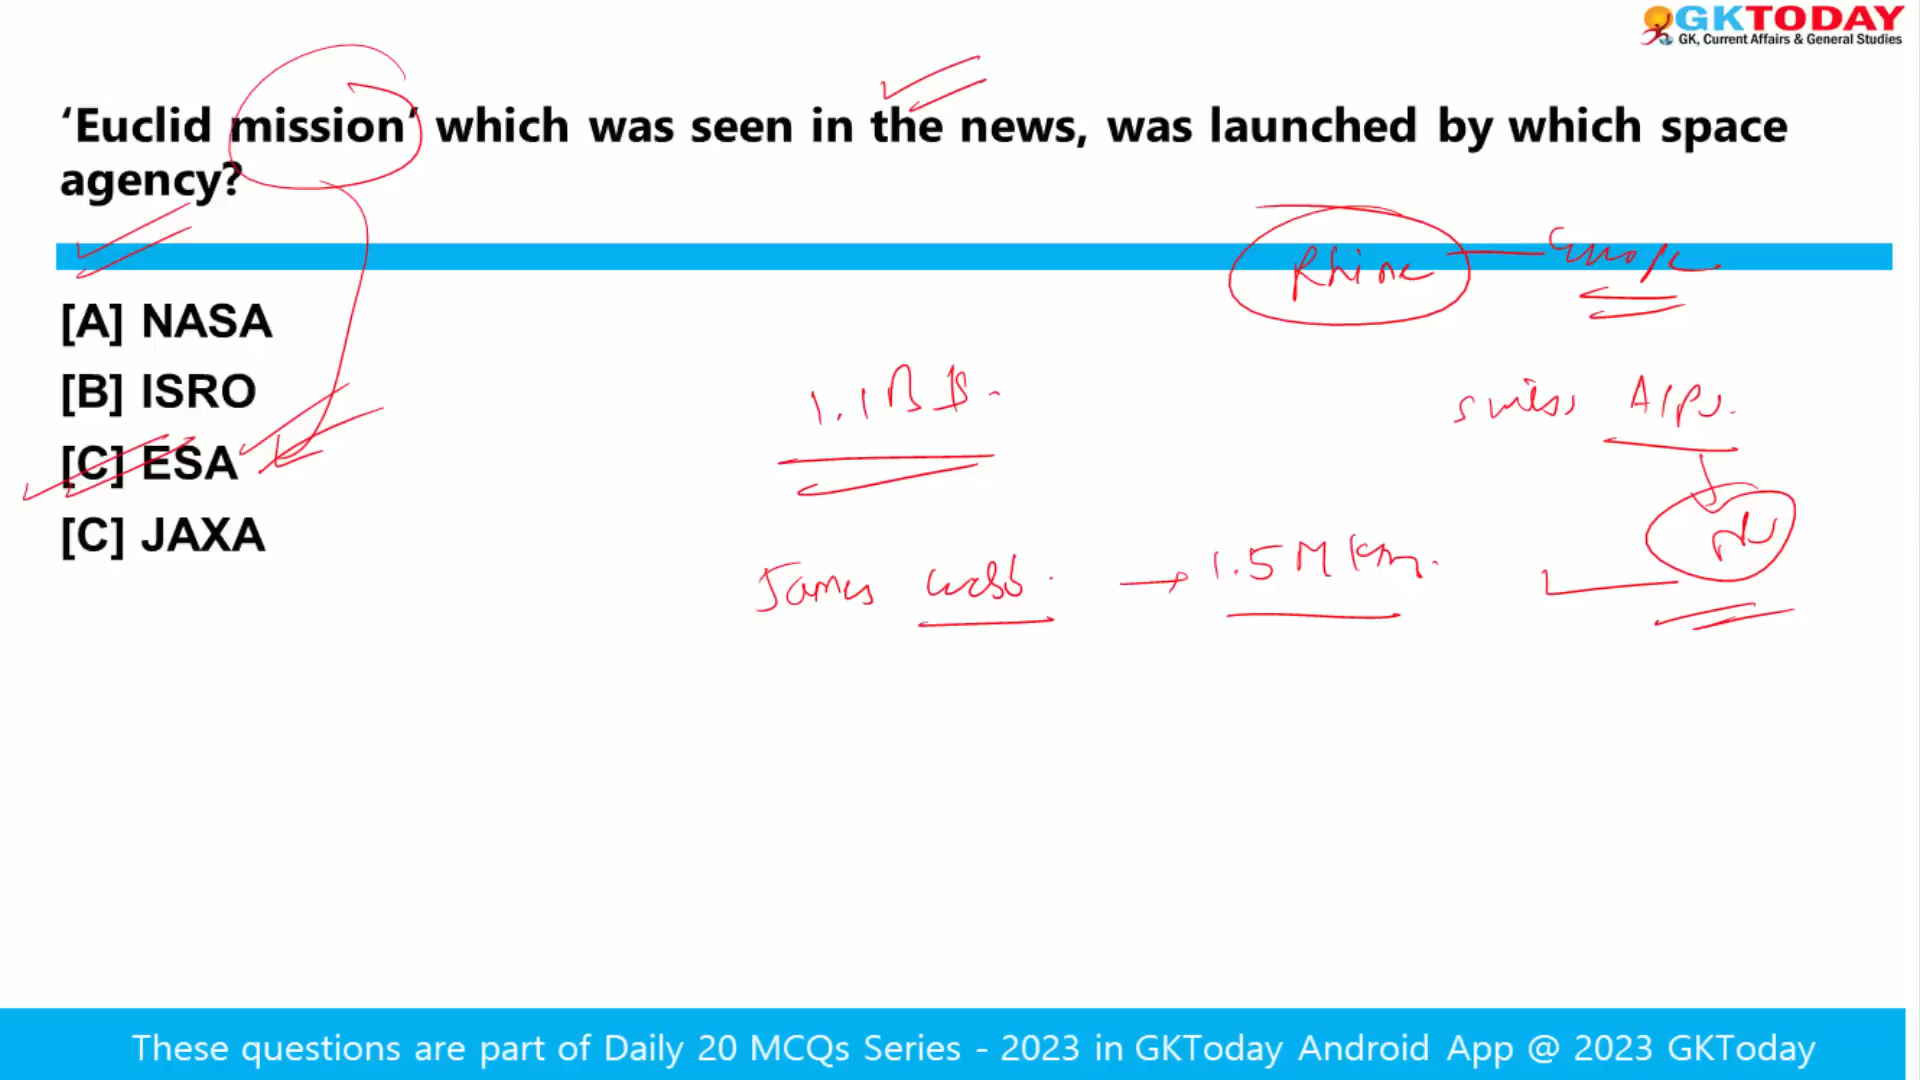 GKTODAY
GK, Current Affairs & General Studies
‘Euclid mission‘ which was seen in the news, was launched by which space
agency?
Rhine
[A] NASA
[B] ISRO
1.1B $.
swiss Alps.
[C] ESA
[C] JAXA
James Webb. → 1.5 M Km.
These questions are part of Daily 20 MCQs Series - 2023 in GKToday Android App @ 2023 GKToday